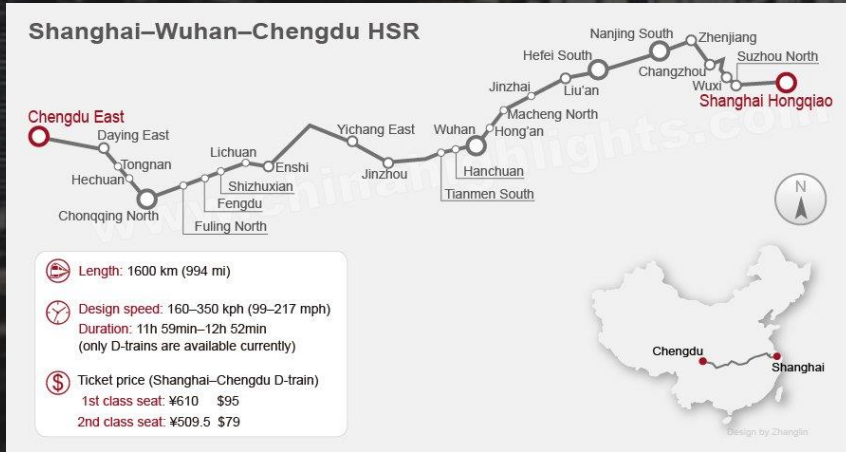 Shanghai–Wuhan–Chengdu HSR
Nanjing South
Zhenjiang
Hefei South
Changzhou
Suzhou North
Wuxi
Shanghai Hongqiao
Jinzhai
Liu'an
Macheng North
Chengdu East
Daying East
Yichang East
Wuhan
Hong'an
Tongnan
Lichuan
Enshi
Jinzhou
Hanchuan
Hechuan
Shizhuxian
Tianmen South
Chonqqing North
Fengdu
Fuling North
N
Length: 1600 km (994 mi)
Design speed: 160–350 kph (99–217 mph)
Duration: 11h 59min–12h 52min
(only D-trains are available currently)
$
Ticket price (Shanghai–Chengdu D-train)
1st class seat: ¥610 $95
2nd class seat: ¥509.5 $79
Chengdu
Shanghai
Design by Zhanglin